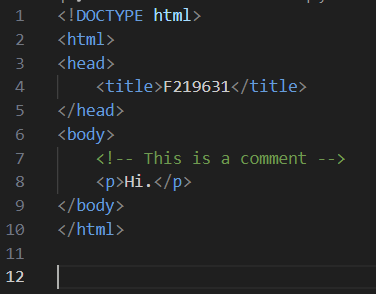 1 <!DOCTYPE html>
2 <html>
3 <head>
4     <title>F219631</title>
5 </head>
6 <body>
7     <!-- This is a comment -->
8     <p>Hi.</p>
9 </body>
10 </html>
11
12